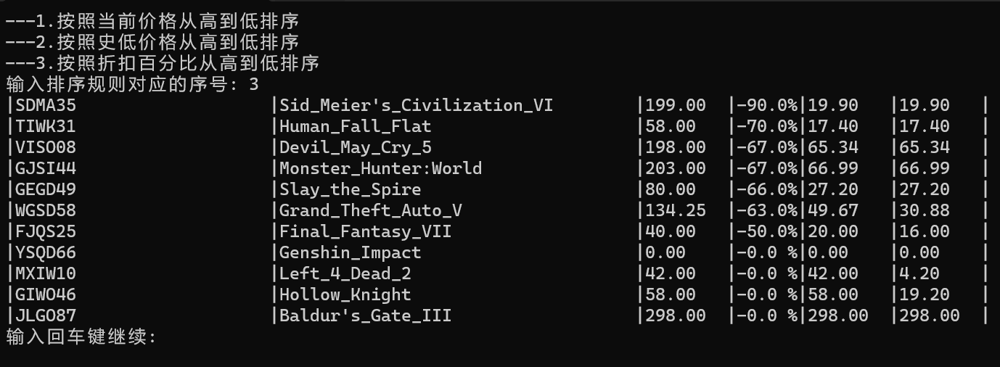 ---1.按照当前价格从高到低排序
---2.按照史低价格从高到低排序
---3.按照折扣百分比从高到低排序
输入排序规则对应的序号: 3
|SDMA35                   |Sid_Meier's_Civilization_VI        |199.00  |-90.0%|19.90   |19.90   |
|TIWK31                   |Human_Fall_Flat                    |58.00   |-70.0%|17.40   |17.40   |
|VISO08                   |Devil_May_Cry_5                    |198.00  |-67.0%|65.34   |65.34   |
|GJSI44                   |Monster_Hunter:World               |203.00  |-67.0%|66.99   |66.99   |
|GEGD49                   |Slay_the_Spire                     |80.00   |-66.0%|27.20   |27.20   |
|WGSD58                   |Grand_Theft_Auto_V                 |134.25  |-63.0%|49.67   |30.88   |
|FJQS25                   |Final_Fantasy_VII                  |40.00   |-50.0%|20.00   |16.00   |
|YSQD66                   |Genshin_Impact                     |0.00    |-0.0 %|0.00    |0.00    |
|MXIW10                   |Left_4_Dead_2                      |42.00   |-0.0 %|42.00   |4.20    |
|GIWO46                   |Hollow_Knight                      |58.00   |-0.0 %|58.00   |19.20   |
|JLGO87                   |Baldur's_Gate_III                  |298.00  |-0.0 %|298.00  |298.00  |
输入回车键继续: